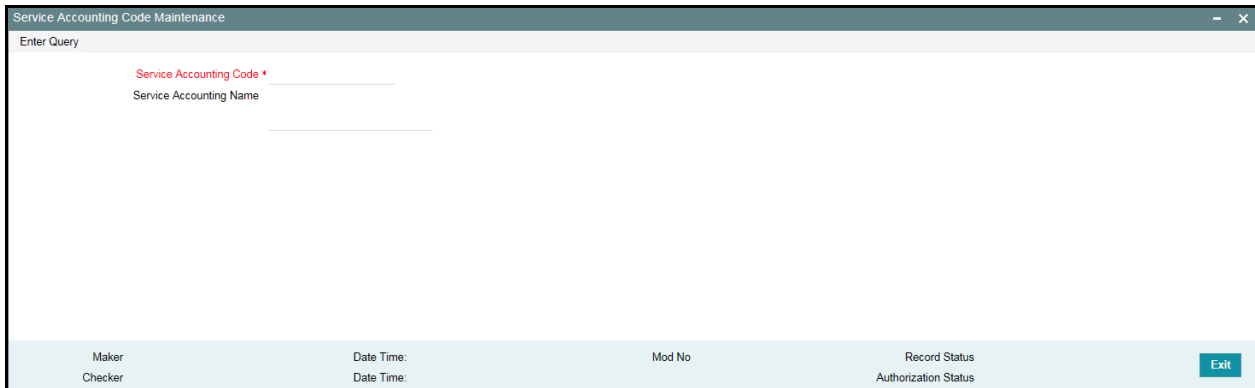 Service Accounting Code Maintenance
Enter Query
Service Accounting Code *
Service Accounting Name
Maker Date Time: Mod No Record Status
Checker Date Time: Authorization Status
Exit